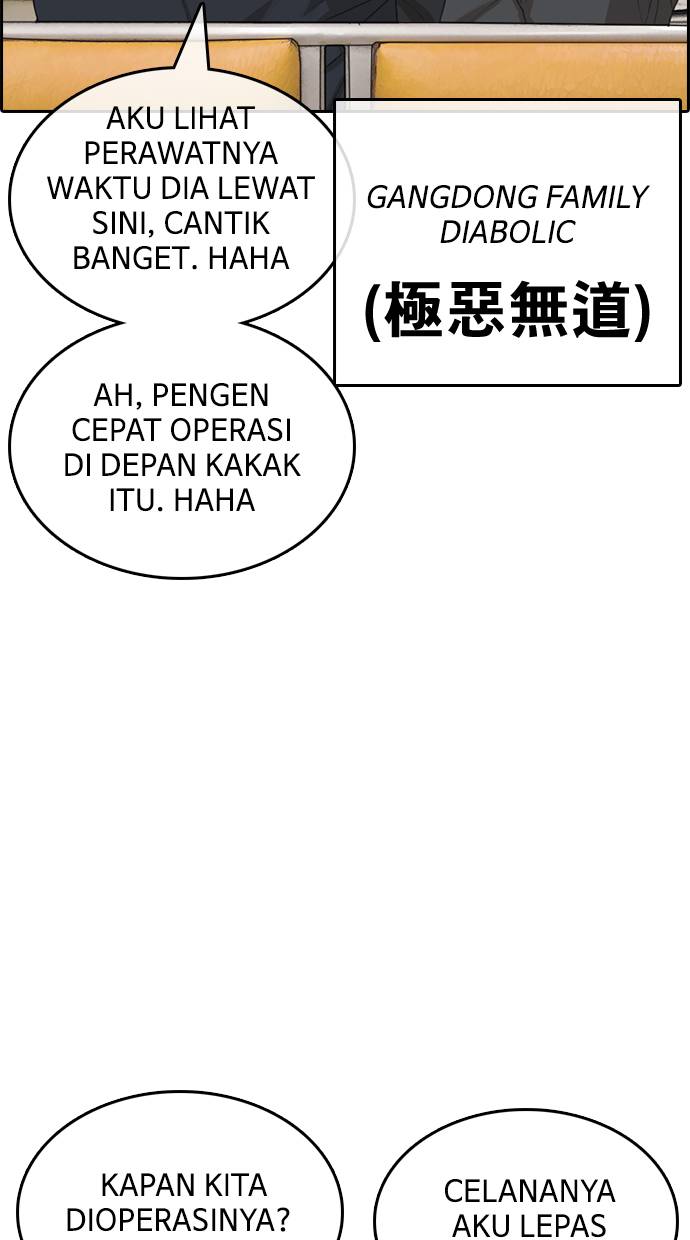 AKU LIHAT
PERAWATNYA
WAKTU DIA LEWAT
SINI, CANTIK
BANGET. HAHA
GANGDONG FAMILY
DIABOLIC
(極惡無道)
AH, PENGEN
CEPAT OPERASI
DI DEPAN KAKAK
ITU. HAHA
KAPAN KITA
DIOPERASINYA?
CELANANYA
AKU LEPAS